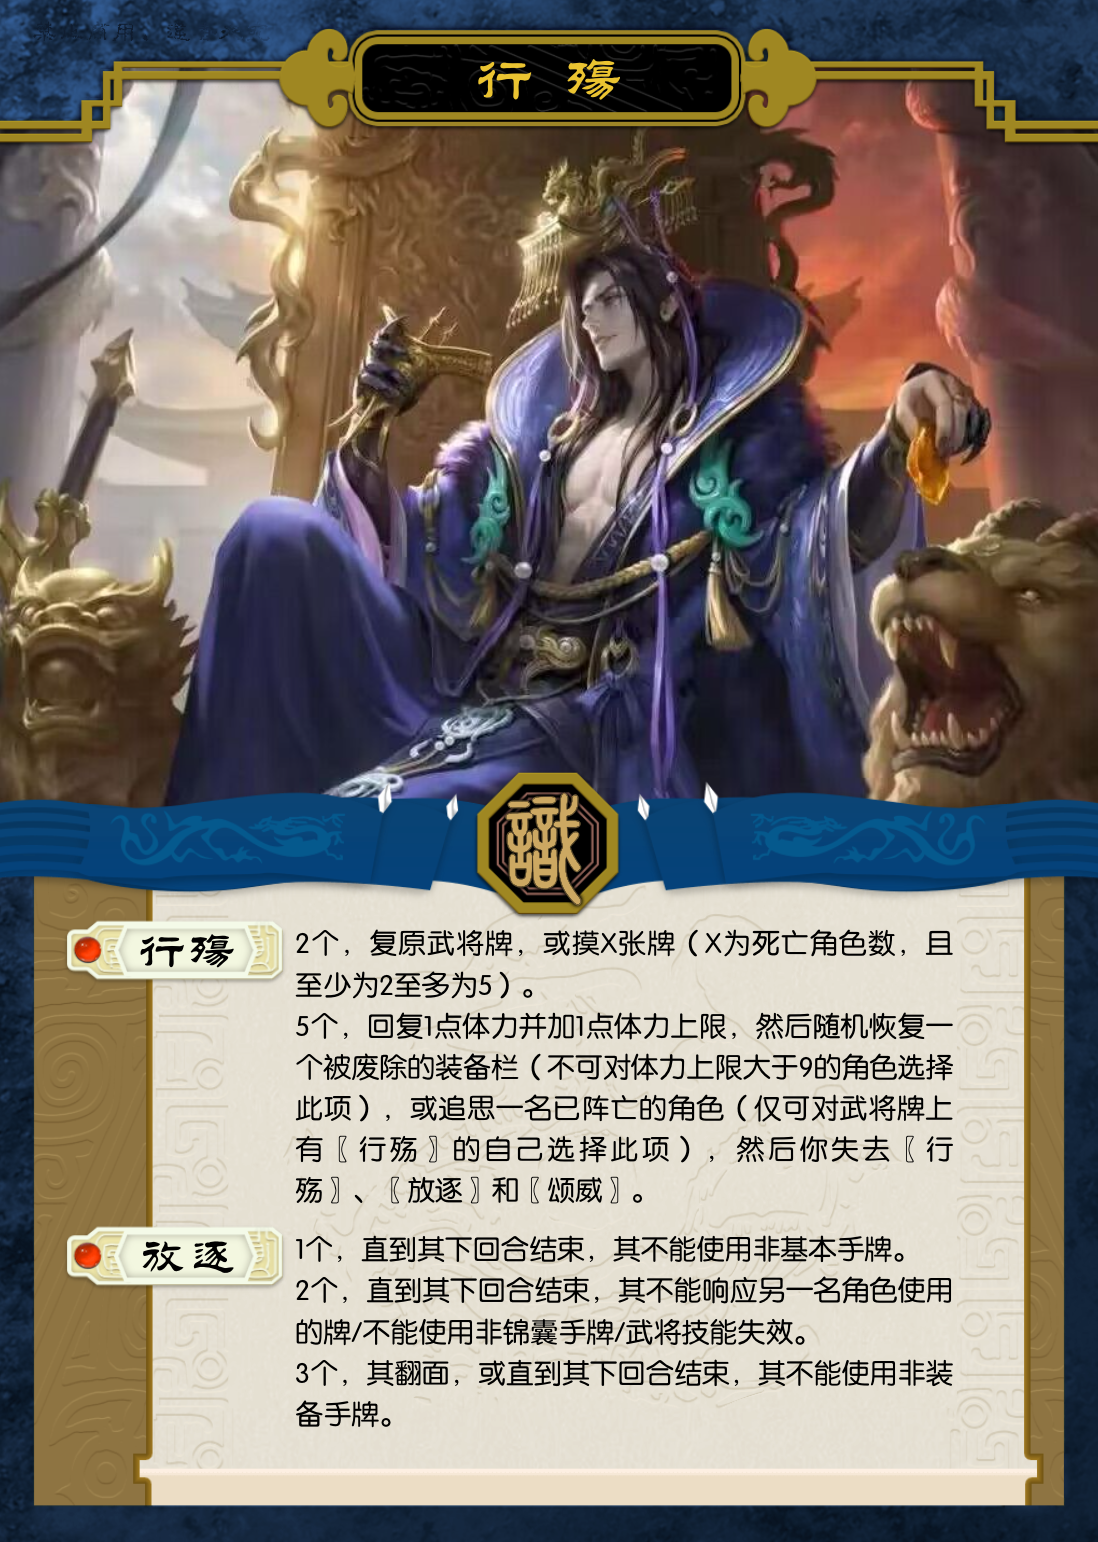 行殤
識
行殤
2个，复原武将牌，或摸X张牌（X为死亡角色数，且
至少为2至多为5）。
5个，回复1点体力并加1点体力上限，然后随机恢复一
个被废除的装备栏（不可对体力上限大于9的角色选择
此项），或追思一名已阵亡的角色（仅可对武将牌上
有〖行殇〗的自己选择此项），然后你失去〖行
殇〗、〖放逐〗和〖颂威〗。
放逐
1个，直到其下回合结束，其不能使用非基本手牌。
2个，直到其下回合结束，其不能响应另一名角色使用
的牌/不能使用非锦囊手牌/武将技能失效。
3个，其翻面，或直到其下回合结束，其不能使用非装
备手牌。